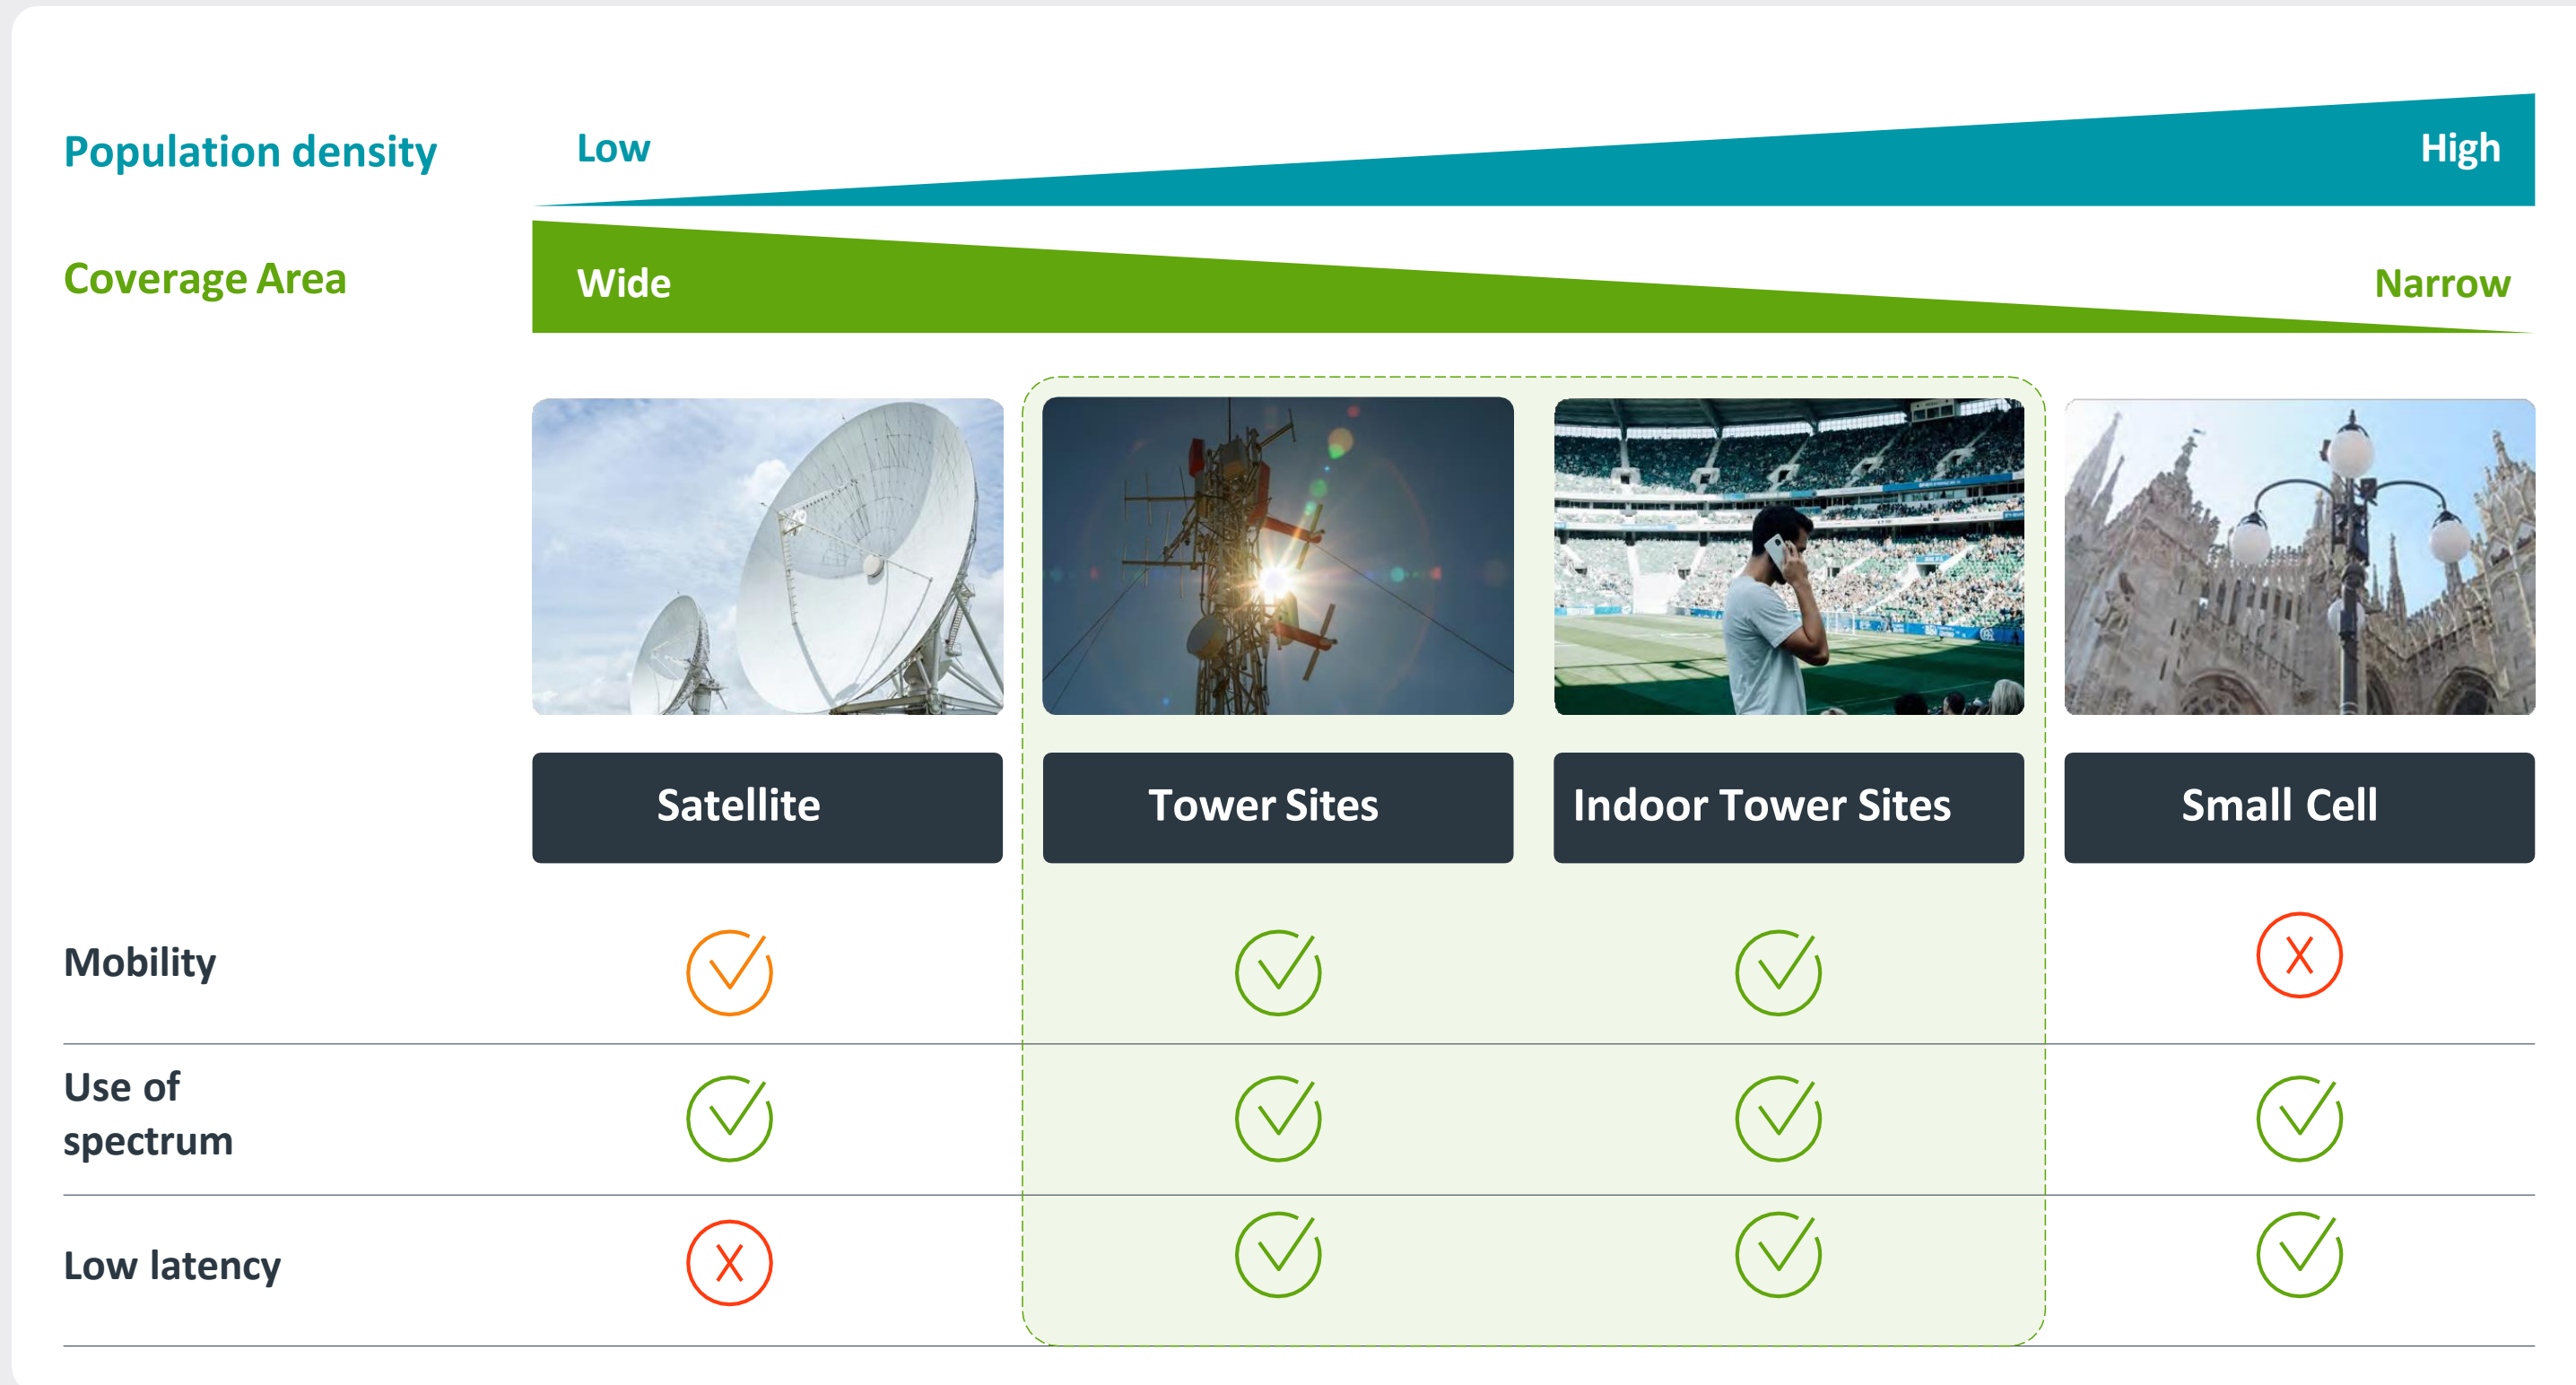 Population density
Low
High
Coverage Area
Wide
Narrow
Satellite
Tower Sites
Indoor Tower Sites
Small Cell
Mobility
Use of
spectrum
Low latency